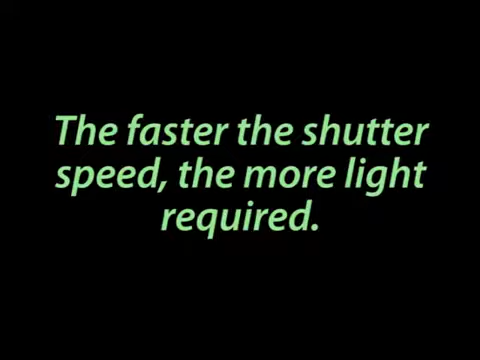 The faster the shutter
speed, the more light
required.